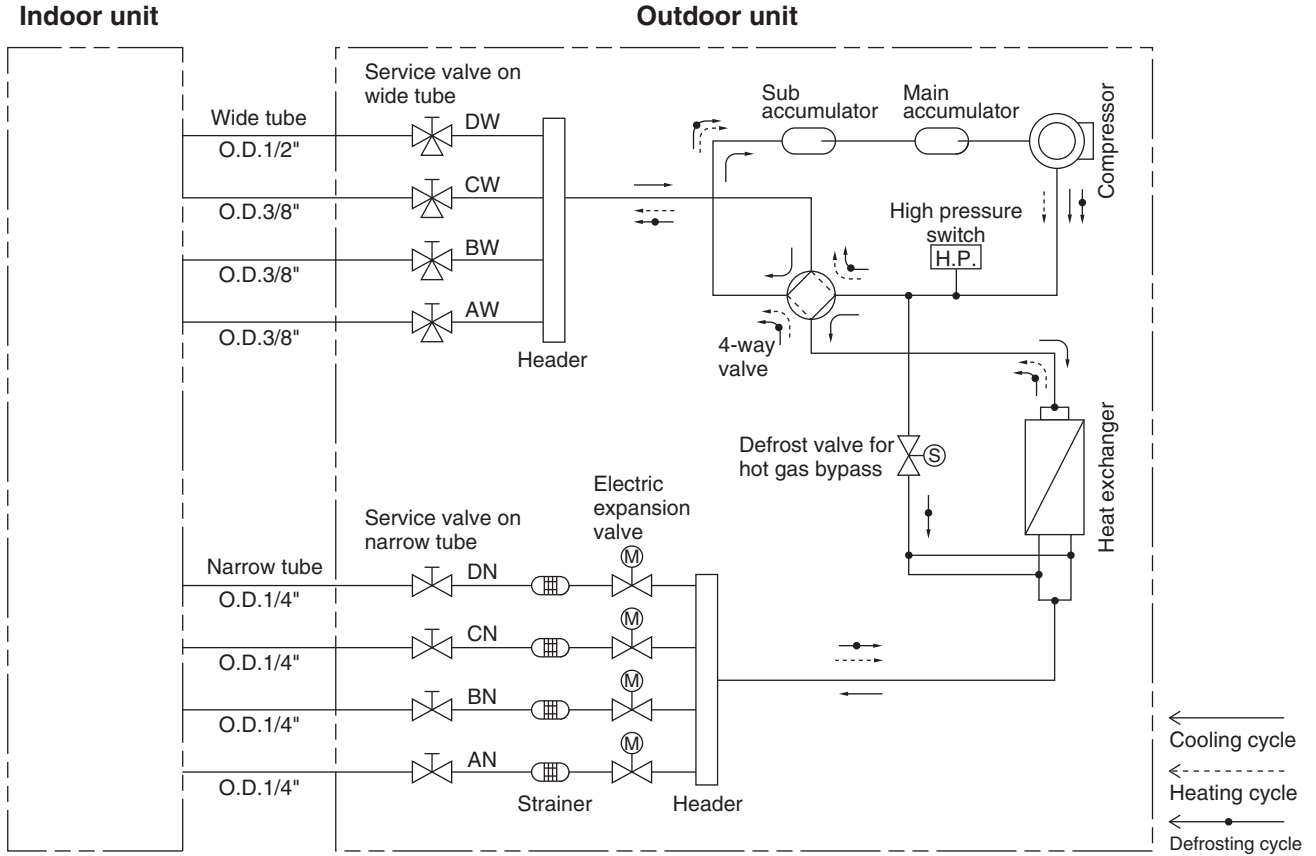 Indoor unit
Outdoor unit
Service valve on
wide tube
Wide tube
O.D.1/2"
DW
O.D.3/8"
CW
O.D.3/8"
BW
O.D.3/8"
AW
Header
Sub
accumulator
Main
accumulator
Compressor
High pressure
switch
H.P.
4-way
valve
Defrost valve for
hot gas bypass
S
Heat exchanger
Service valve on
narrow tube
Electric
expansion
valve
Narrow tube
O.D.1/4"
DN
M
O.D.1/4"
CN
M
O.D.1/4"
BN
M
O.D.1/4"
AN
M
Strainer
Header
Cooling cycle
Heating cycle
Defrosting cycle